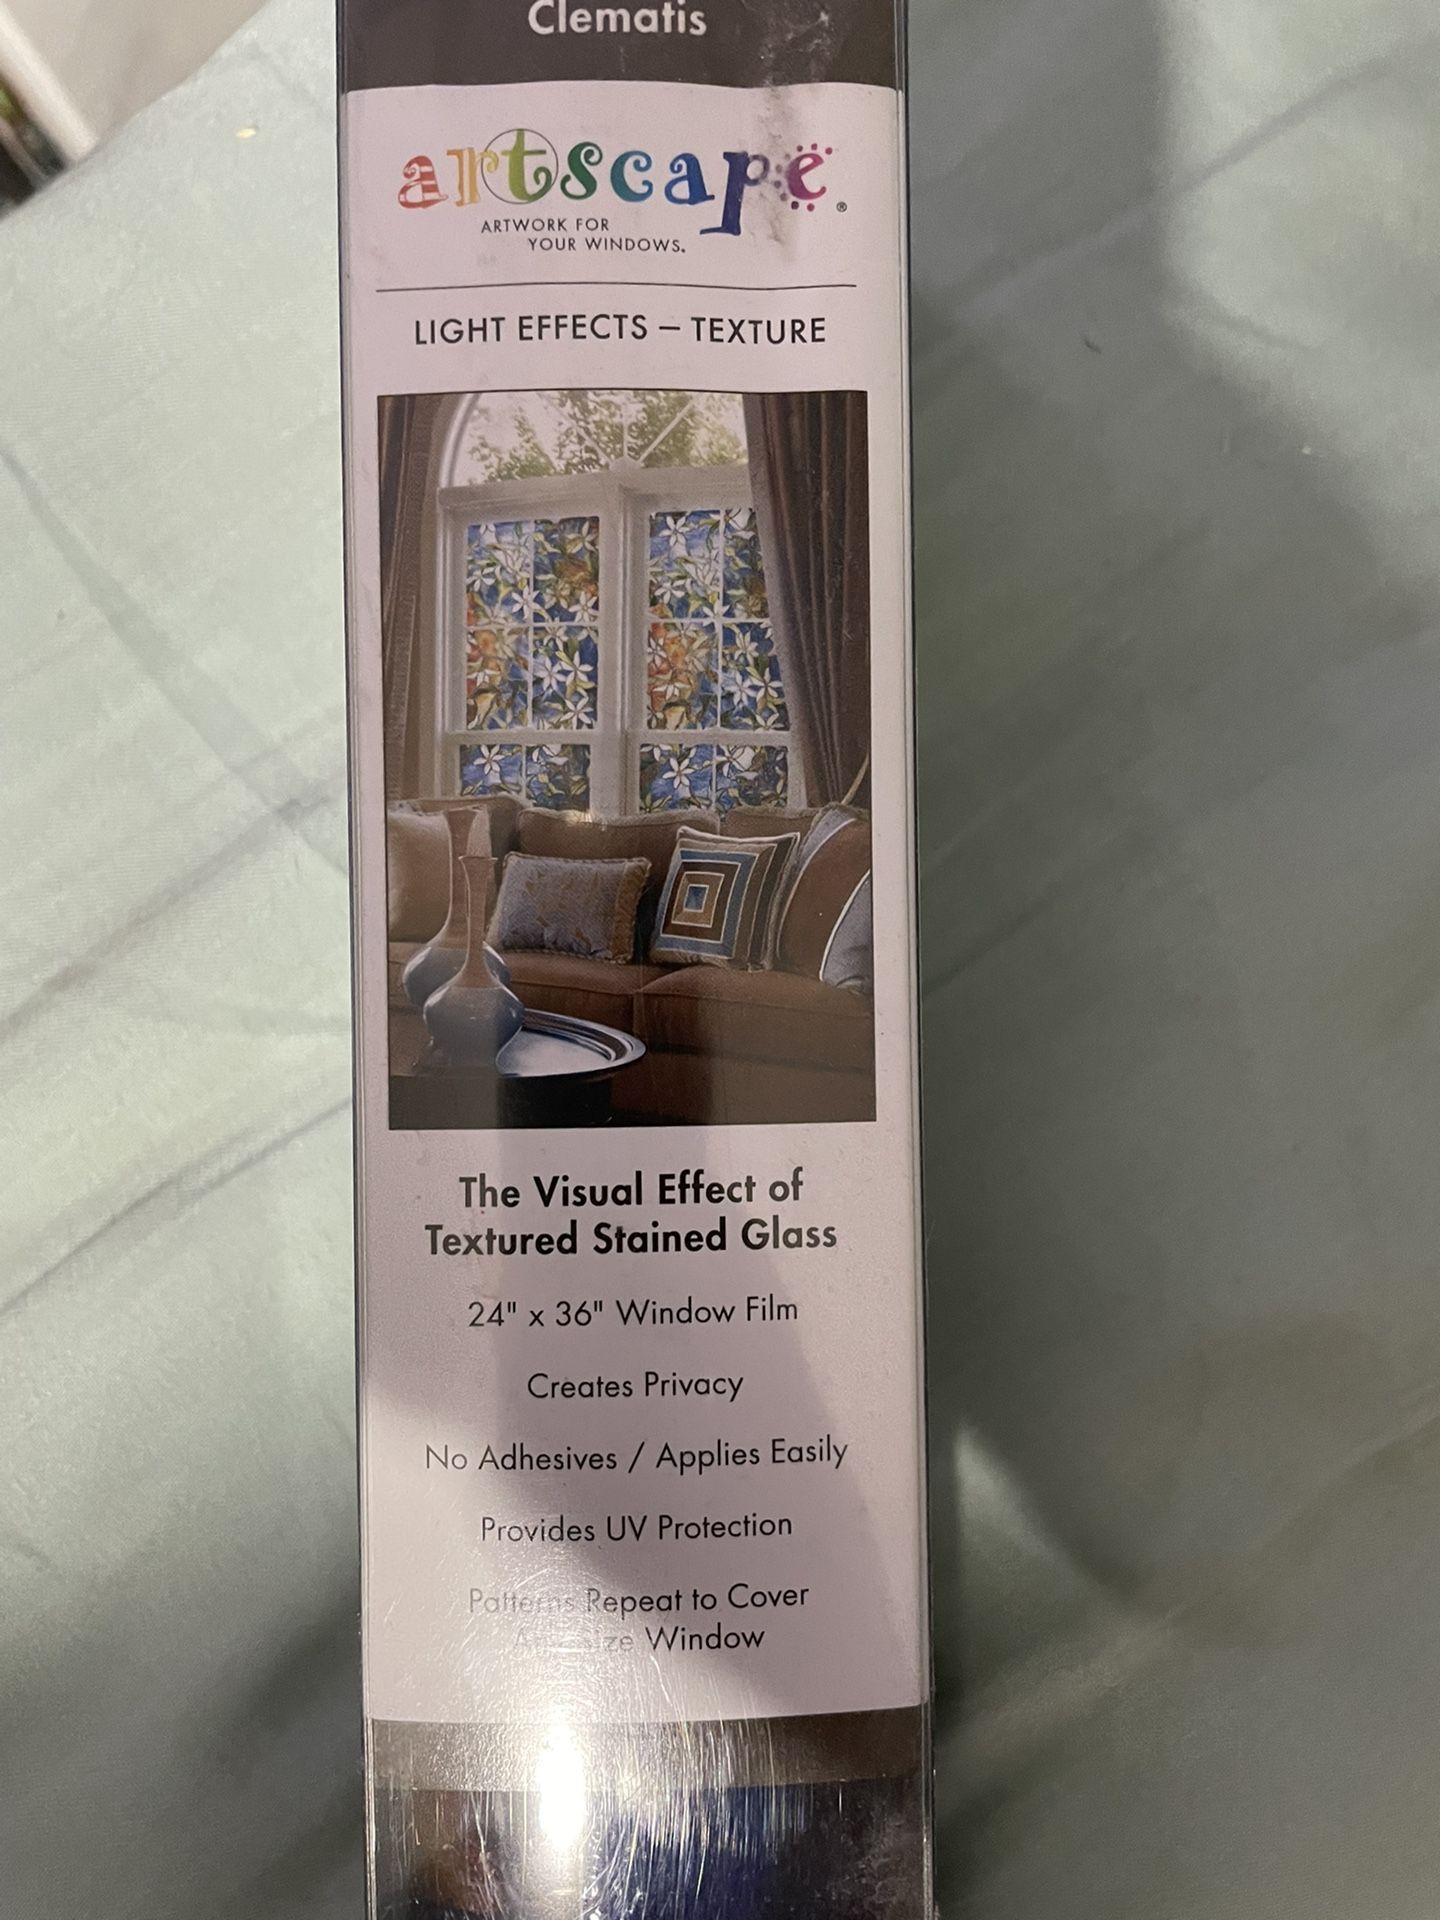 Clematis
artscape®
ARTWORK FOR
YOUR WINDOWS.
LIGHT EFFECTS – TEXTURE
The Visual Effect of
Textured Stained Glass
24" x 36" Window Film
Creates Privacy
No Adhesives / Applies Easily
Provides UV Protection
Patterns Repeat to Cover
Window